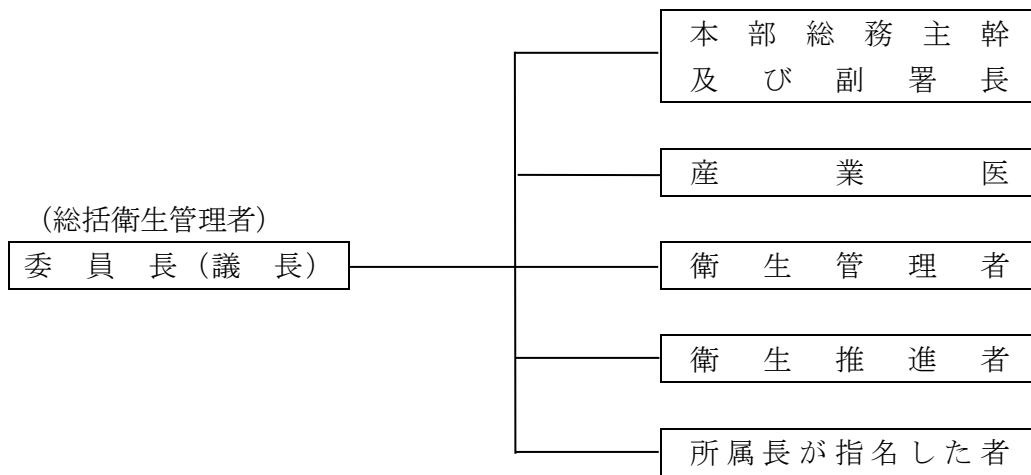 本部総務主幹
及び副署長
産業医
（総括衛生管理者）
委員長（議長）
衛生管理者
衛生推進者
所属長が指名した者